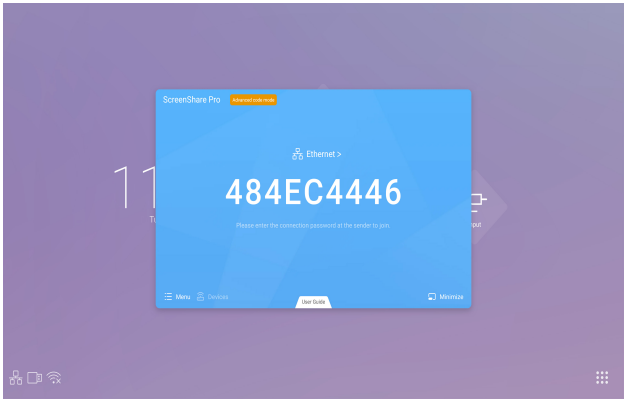 ScreenShare Pro
Advanced code mode
Ethernet >
484EC4446
Please enter the connection password at the sender to join.
11
Menu
Devices
User Guide
Minimize